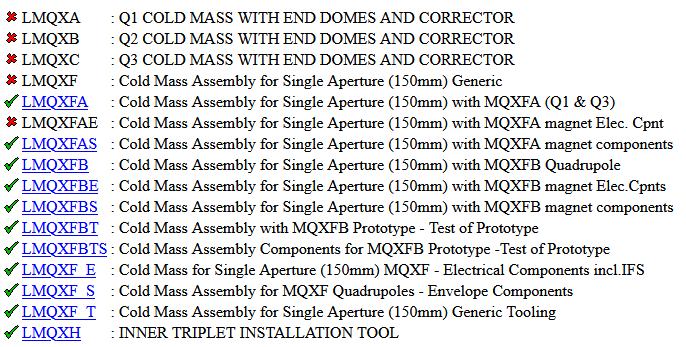 LMQXA : Q1 COLD MASS WITH END DOMES AND CORRECTOR
LMQXB : Q2 COLD MASS WITH END DOMES AND CORRECTOR
LMQXC : Q3 COLD MASS WITH END DOMES AND CORRECTOR
LMQXF : Cold Mass Assembly for Single Aperture (150mm) Generic
LMQXFA : Cold Mass Assembly for Single Aperture (150mm) with MQXFA (Q1 & Q3)
LMQXFAE : Cold Mass Assembly for Single Aperture (150mm) with MQXFA magnet Elec. Cpnt
LMQXFAS : Cold Mass Assembly for Single Aperture (150mm) with MQXFA magnet components
LMQXFB : Cold Mass Assembly for Single Aperture (150mm) with MQXFB Quadrupole
LMQXFBE : Cold Mass Assembly for Single Aperture (150mm) with MQXFB magnet Elec.Cpnts
LMQXFBS : Cold Mass Assembly for Single Aperture (150mm) with MQXFB magnet components
LMQXFBT : Cold Mass Assembly with MQXFB Prototype - Test of Prototype
LMQXFBTS : Cold Mass Assembly Components for MQXFB Prototype -Test of Prototype
LMQXF_E : Cold Mass for Single Aperture (150mm) MQXF - Electrical Components incl.IFS
LMQXF_S : Cold Mass Assembly for MQXF Quadrupoles - Envelope Components
LMQXF_T : Cold Mass Assembly for Single Aperture (150mm) Generic Tooling
LMQXH : INNER TRIPLET INSTALLATION TOOL